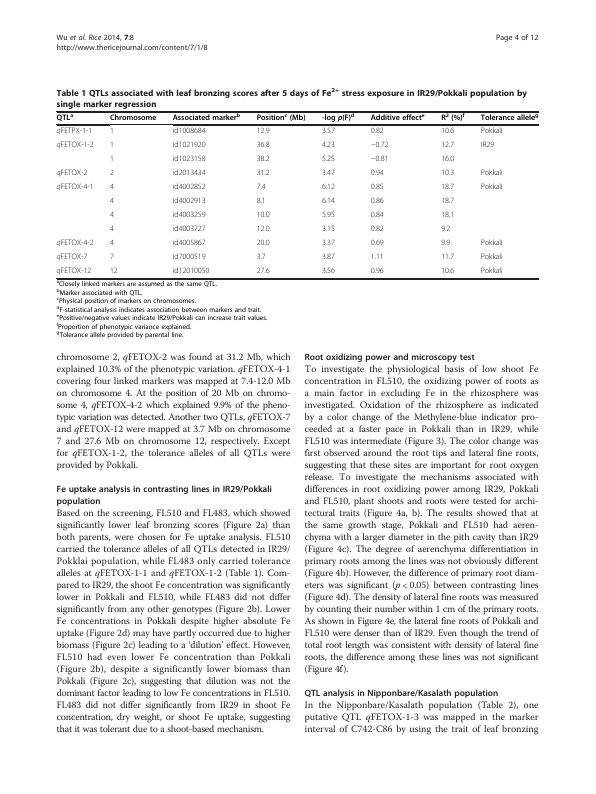 Wu et al. Rice 2014, 7:8
http://www.thericejournal.com/content/7/1/8
Page 4 of 12
Table 1 QTLs associated with leaf bronzing scores after 5 days of Fe2+ stress exposure in IR29/Pokkali population by
single marker regression
QTLa Chromosome Associated markerb Positionc (Mb) -log p(F)d Additive effecte R2 (%)f Tolerance alleleg
qFETPX-1-1 1 id1008684 12.9 3.57 0.82 10.6 Pokkali
qFETOX-1-2 1 id1021920 36.8 4.23 −0.72 12.7 IR29
1 id1023158 38.2 5.25 −0.81 16.0
qFETOX-2 2 id2013434 31.2 3.47 0.94 10.3 Pokkali
qFETOX-4-1 4 id4002852 7.4 6.12 0.85 18.7 Pokkali
4 id4002913 8.1 6.14 0.86 18.7
4 id4003259 10.0 5.95 0.84 18.1
4 id4003727 12.0 3.15 0.82 9.2
qFETOX-4-2 4 id4005867 20.0 3.37 0.69 9.9 Pokkali
qFETOX-7 7 id7000519 3.7 3.87 1.11 11.7 Pokkali
qFETOX-12 12 id12010050 27.6 3.56 0.96 10.6 Pokkali
aClosely linked markers are assumed as the same QTL.
bMarker associated with QTL.
cPhysical position of markers on chromosomes.
dF-statistical analysis indicates association between markers and trait.
ePositive/negative values indicate IR29/Pokkali can increase trait values.
fProportion of phenotypic variance explained.
gTolerance allele provided by parental line.
chromosome 2, qFETOX-2 was found at 31.2 Mb, which
explained 10.3% of the phenotypic variation. qFETOX-4-1
covering four linked markers was mapped at 7.4-12.0 Mb
on chromosome 4. At the position of 20 Mb on chromo-
some 4, qFETOX-4-2 which explained 9.9% of the pheno-
typic variation was detected. Another two QTLs, qFETOX-7
and qFETOX-12 were mapped at 3.7 Mb on chromosome
7 and 27.6 Mb on chromosome 12, respectively. Except
for qFETOX-1-2, the tolerance alleles of all QTLs were
provided by Pokkali.
Fe uptake analysis in contrasting lines in IR29/Pokkali
population
Based on the screening, FL510 and FL483, which showed
significantly lower leaf bronzing scores (Figure 2a) than
both parents, were chosen for Fe uptake analysis. FL510
carried the tolerance alleles of all QTLs detected in IR29/
Pokklai population, while FL483 only carried tolerance
alleles at qFETOX-1-1 and qFETOX-1-2 (Table 1). Com-
pared to IR29, the shoot Fe concentration was significantly
lower in Pokkali and FL510, while FL483 did not differ
significantly from any other genotypes (Figure 2b). Lower
Fe concentrations in Pokkali despite higher absolute Fe
uptake (Figure 2d) may have partly occurred due to higher
biomass (Figure 2c) leading to a ‘dilution’ effect. However,
FL510 had even lower Fe concentration than Pokkali
(Figure 2b), despite a significantly lower biomass than
Pokkali (Figure 2c), suggesting that dilution was not the
dominant factor leading to low Fe concentrations in FL510.
FL483 did not differ significantly from IR29 in shoot Fe
concentration, dry weight, or shoot Fe uptake, suggesting
that it was tolerant due to a shoot-based mechanism.
Root oxidizing power and microscopy test
To investigate the physiological basis of low shoot Fe
concentration in FL510, the oxidizing power of roots as
a main factor in excluding Fe in the rhizosphere was
investigated. Oxidation of the rhizosphere as indicated
by a color change of the Methylene-blue indicator pro-
ceeded at a faster pace in Pokkali than in IR29, while
FL510 was intermediate (Figure 3). The color change was
first observed around the root tips and lateral fine roots,
suggesting that these sites are important for root oxygen
release. To investigate the mechanisms associated with
differences in root oxidizing power among IR29, Pokkali
and FL510, plant shoots and roots were tested for archi-
tectural traits (Figure 4a, b). The results showed that at
the same growth stage, Pokkali and FL510 had aeren-
chyma with a larger diameter in the pith cavity than IR29
(Figure 4c). The degree of aerenchyma differentiation in
primary roots among the lines was not obviously different
(Figure 4b). However, the difference of primary root diam-
eters was significant (p < 0.05) between contrasting lines
(Figure 4d). The density of lateral fine roots was measured
by counting their number within 1 cm of the primary roots.
As shown in Figure 4e, the lateral fine roots of Pokkali and
FL510 were denser than of IR29. Even though the trend of
total root length was consistent with density of lateral fine
roots, the difference among these lines was not significant
(Figure 4f).
QTL analysis in Nipponbare/Kasalath population
In the Nipponbare/Kasalath population (Table 2), one
putative QTL qFETOX-1-3 was mapped in the marker
interval of C742-C86 by using the trait of leaf bronzing